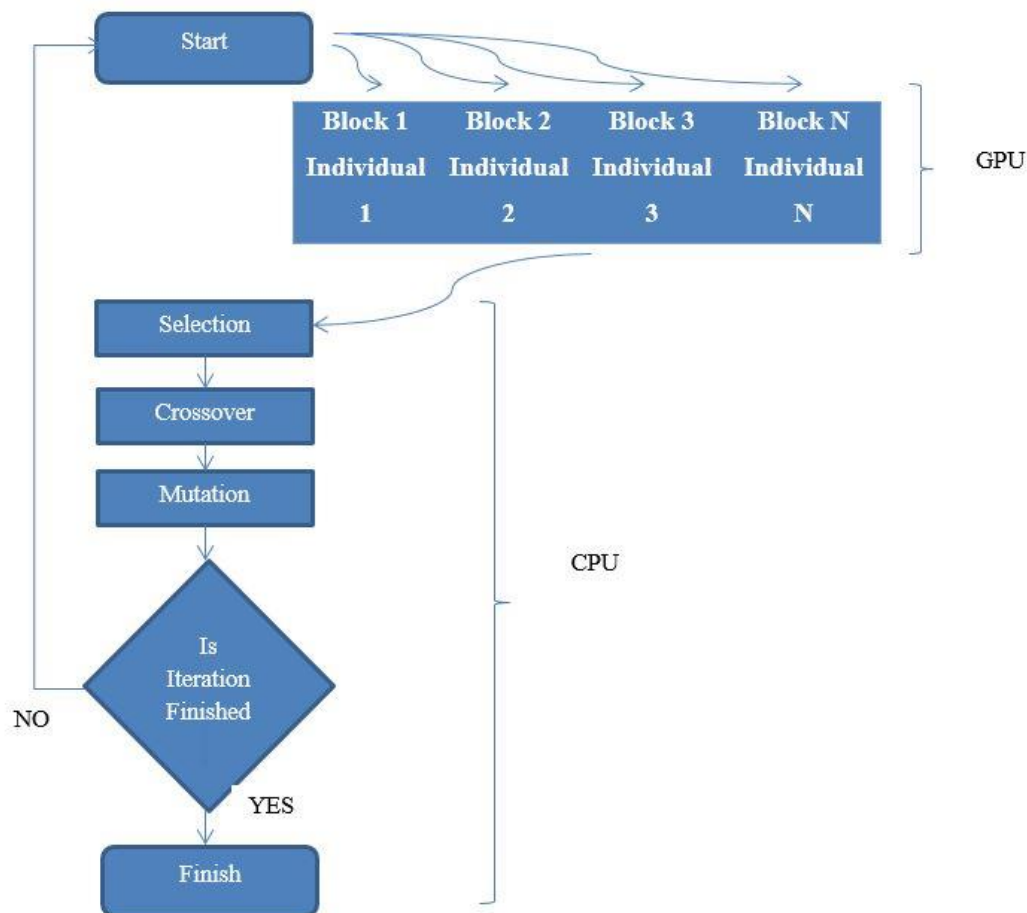 Start
Block 1 Block 2 Block 3 Block N
Individual Individual Individual Individual
1 2 3 N
GPU
Selection
Crossover
Mutation
CPU
Is
Iteration
Finished
NO
YES
Finish